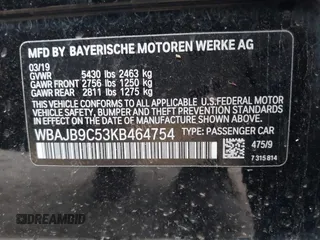 MFD BY BAYERISCHE MOTOREN WERKE AG
03/19
GVWR 5430 lbs 2463 kg
GAWR FRONT 2756 lbs 1250 kg
GAWR REAR 2811 lbs 1275 kg
THIS VEHICLE CONFORMS TO ALL APPLICABLE U.S.FEDERAL MOTOR
VEHICLE SAFETY, BUMPER, AND THEFT PREVENTION STANDARDS
IN EFFECT ON THE DATE OF MANUFACTURE SHOWN ABOVE.
WBAJB9C53KB464754 TYPE: PASSENGER CAR
475/9
7 315 814
DREAMBID